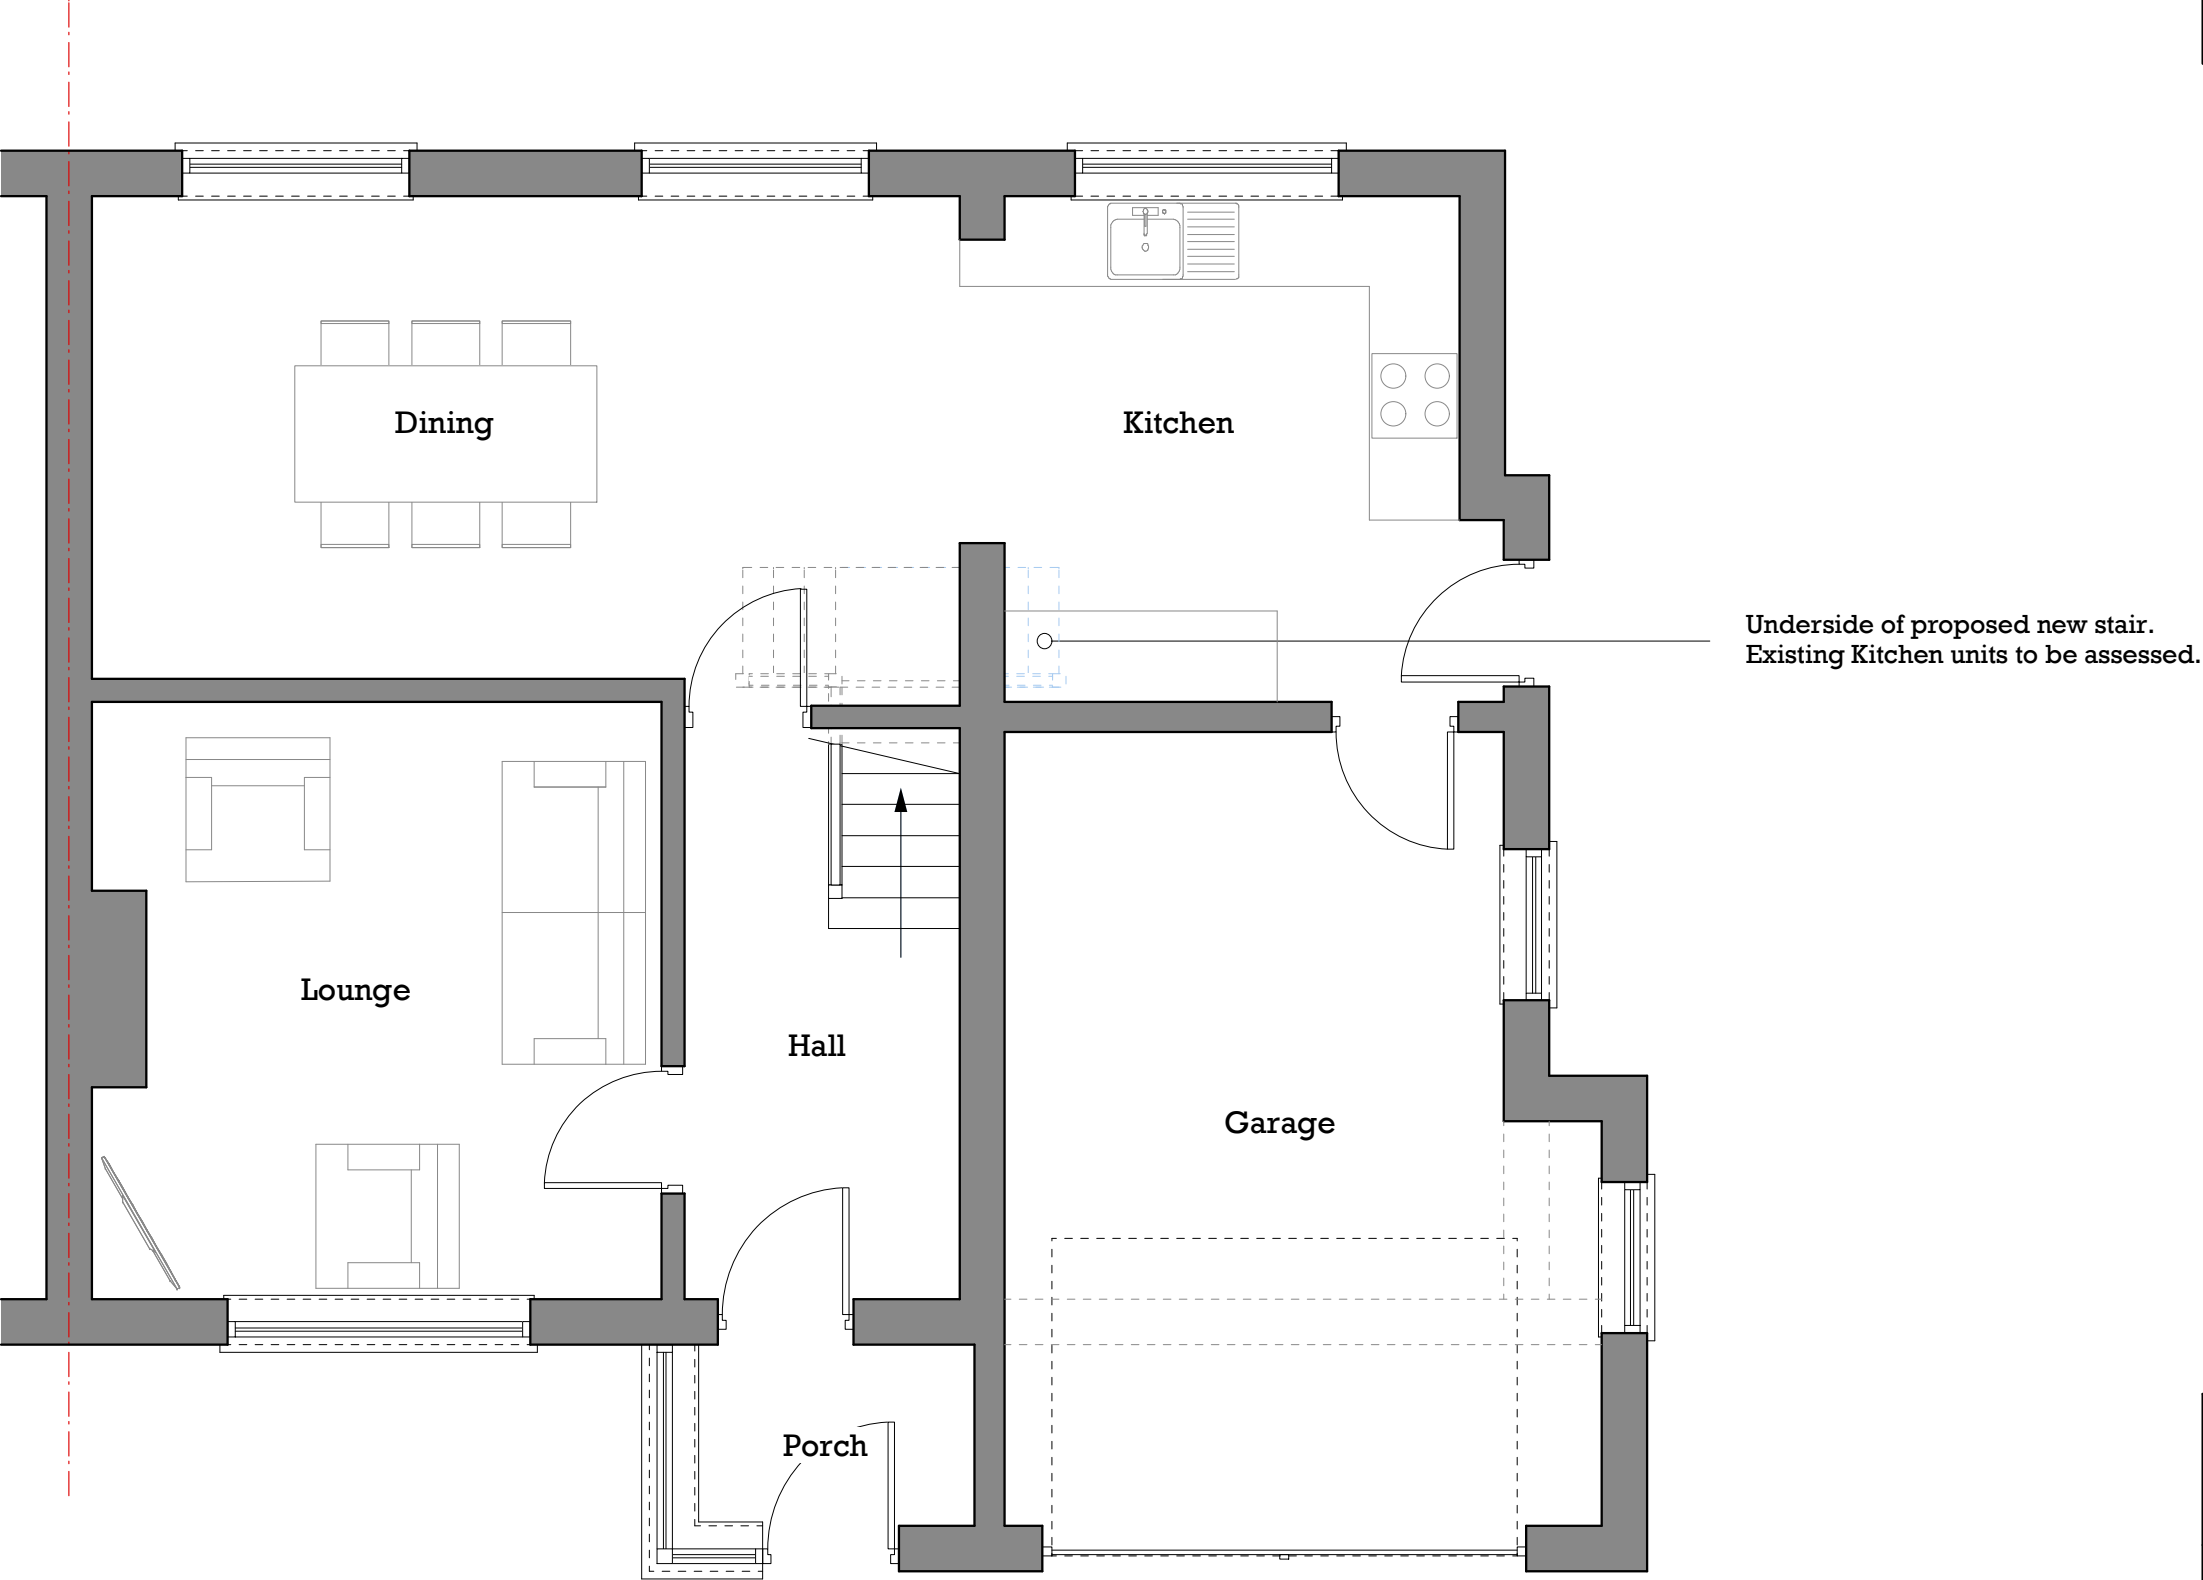 Dining
Kitchen
Underside of proposed new stair.
Existing Kitchen units to be assessed.
Lounge
Hall
Garage
Porch